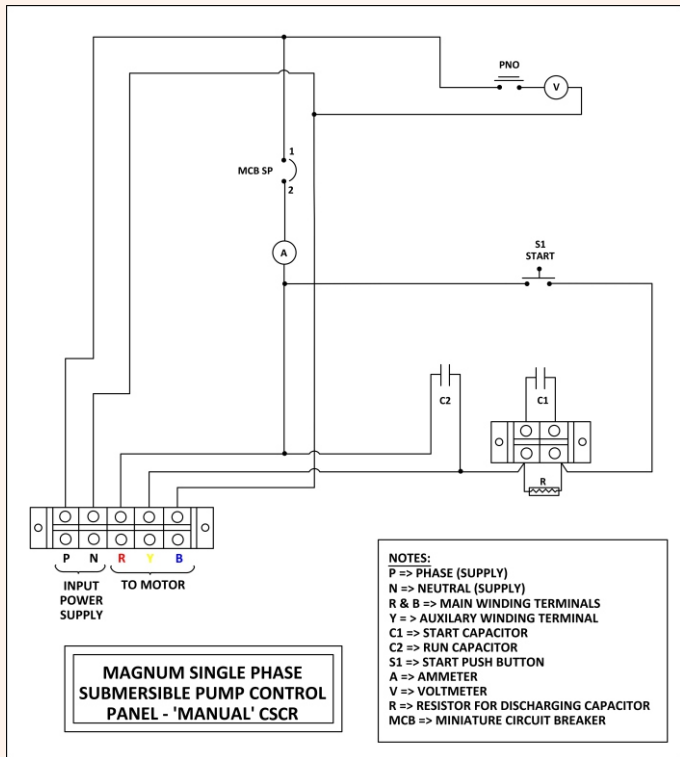 PNO
V
1
MCB SP
2
A
S1
START
C2
C1
R
P N R Y B
INPUT
POWER
SUPPLY
TO MOTOR
MAGNUM SINGLE PHASE
SUBMERSIBLE PUMP CONTROL
PANEL - 'MANUAL' CSCR
NOTES:
P => PHASE (SUPPLY)
N => NEUTRAL (SUPPLY)
R & B => MAIN WINDING TERMINALS
Y = > AUXILARY WINDING TERMINAL
C1 => START CAPACITOR
C2 => RUN CAPACITOR
S1 => START PUSH BUTTON
A => AMMETER
V => VOLTMETER
R => RESISTOR FOR DISCHARGING CAPACITOR
MCB => MINIATURE CIRCUIT BREAKER